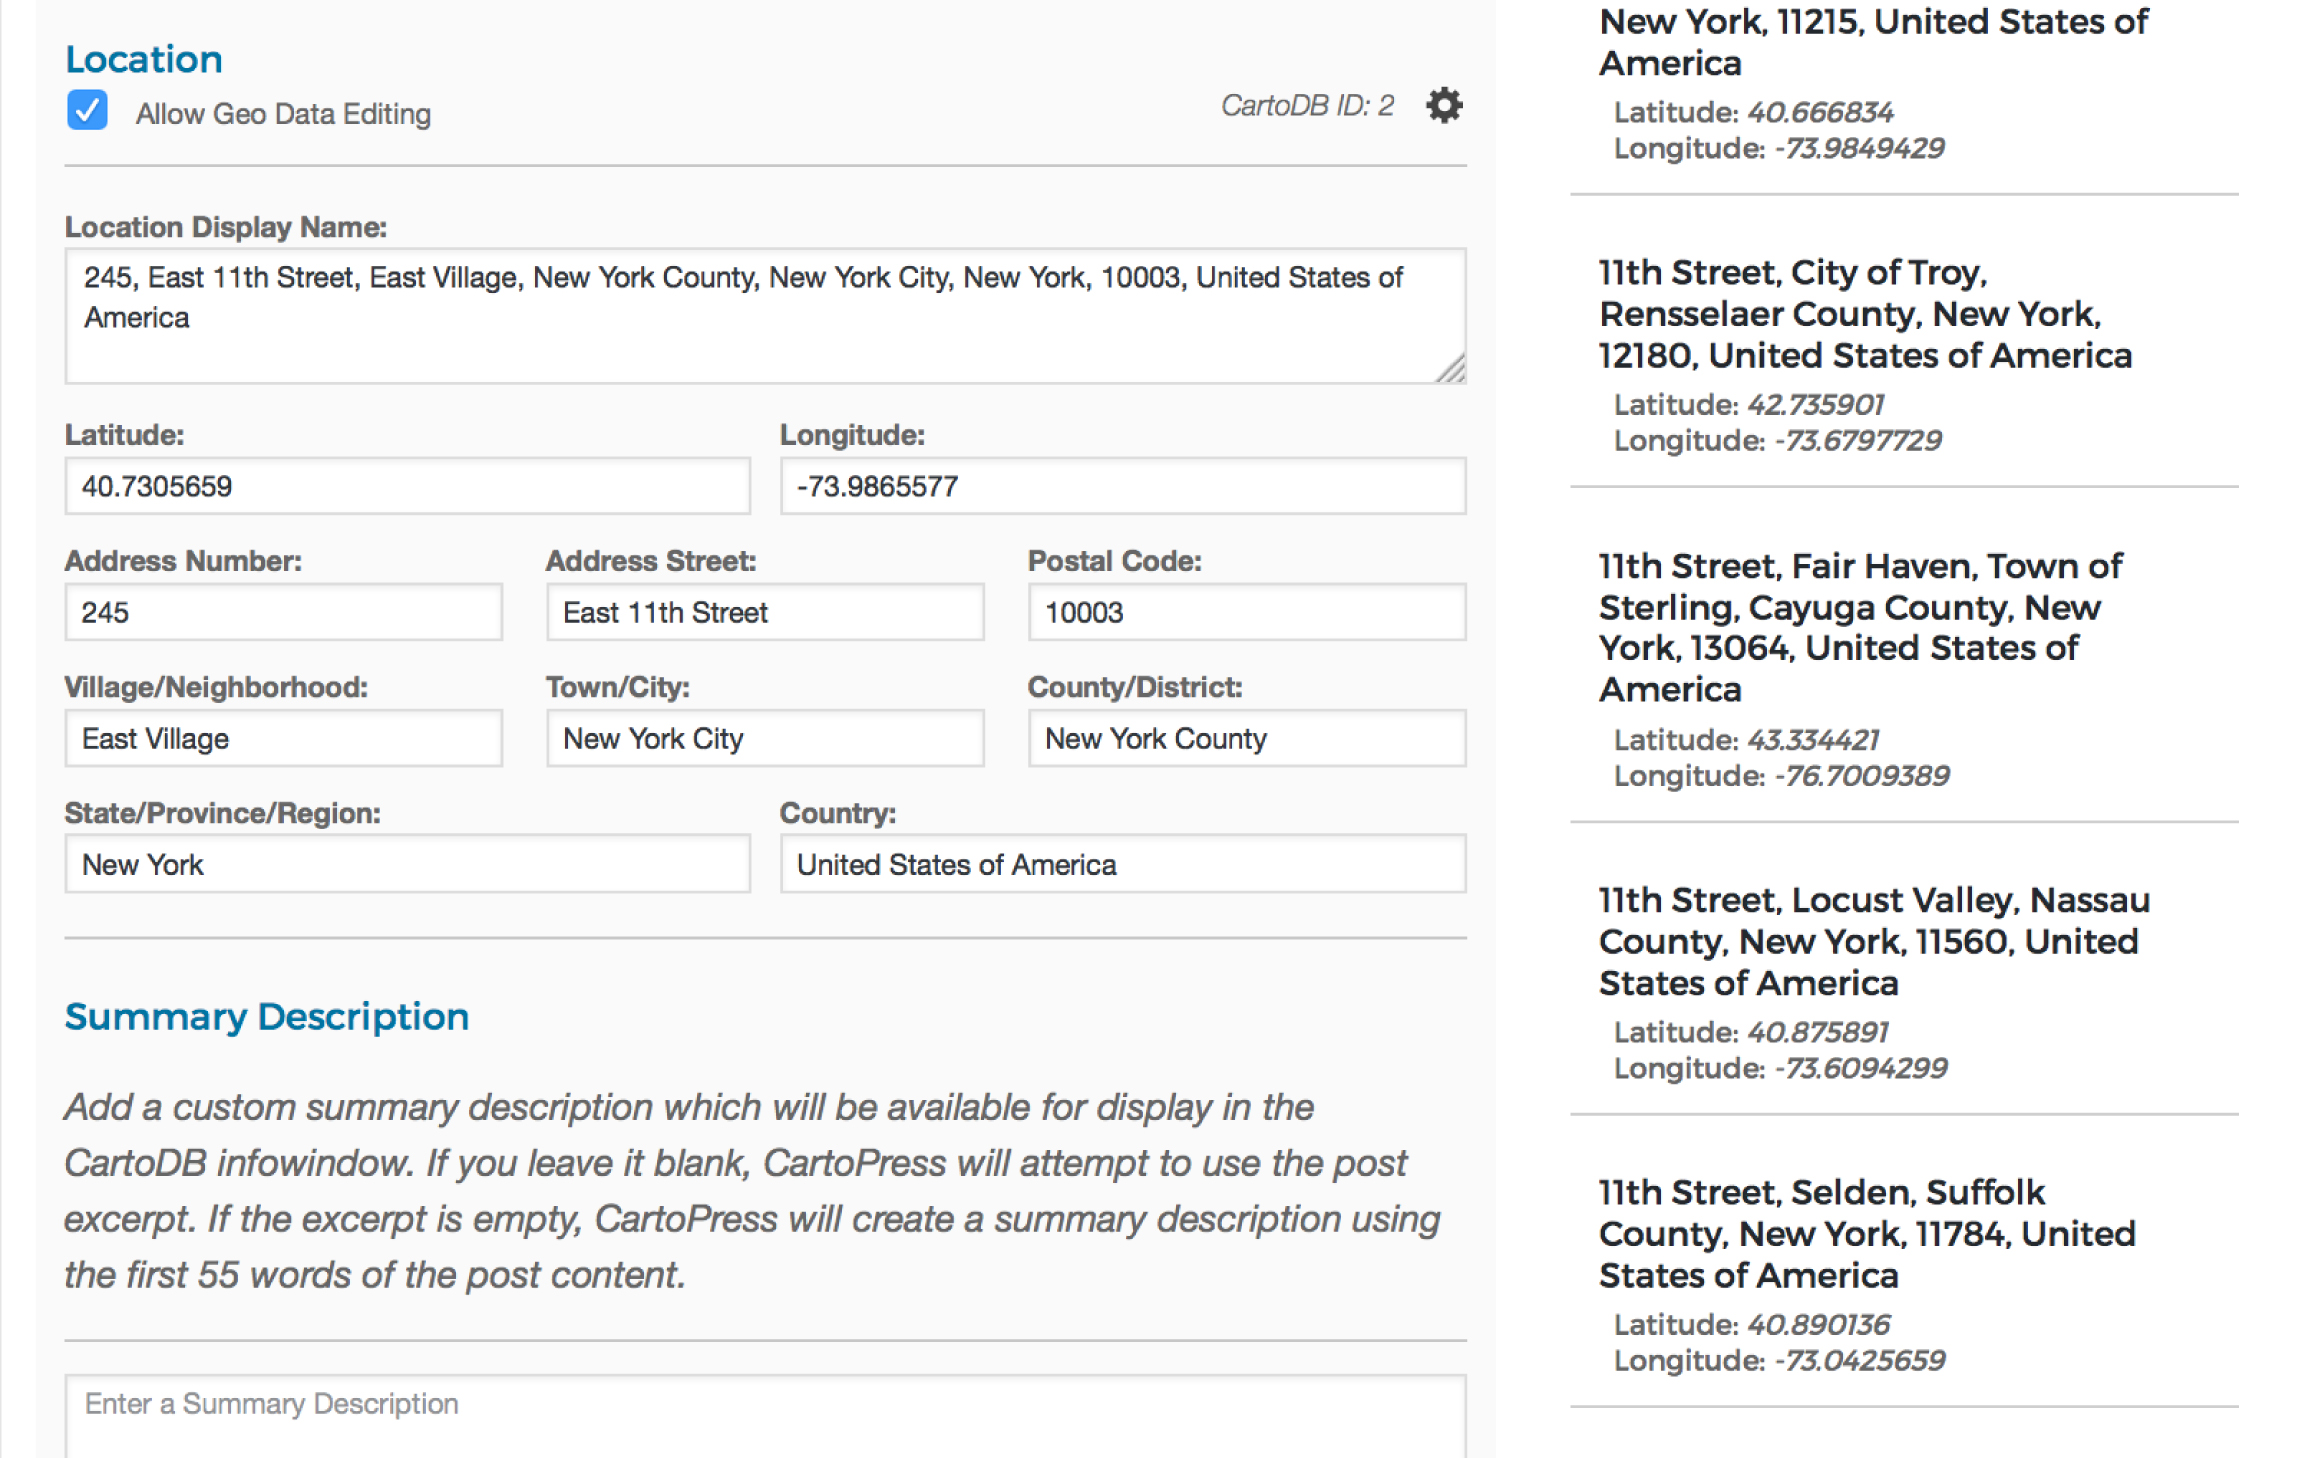 Location
Allow Geo Data Editing
CartoDB ID: 2
Location Display Name:
245, East 11th Street, East Village, New York County, New York City, New York, 10003, United States of
America
Latitude:
Longitude:
40.7305659
-73.9865577
Address Number:
Address Street:
Postal Code:
245
East 11th Street
10003
Village/Neighborhood:
Town/City:
County/District:
East Village
New York City
New York County
State/Province/Region:
Country:
New York
United States of America
Summary Description
Add a custom summary description which will be available for display in the
CartoDB infowindow. If you leave it blank, CartoPress will attempt to use the post
excerpt. If the excerpt is empty, CartoPress will create a summary description using
the first 55 words of the post content.
Enter a Summary Description
New York, 11215, United States of
America
Latitude: 40.666834
Longitude: -73.9849429
11th Street, City of Troy,
Rensselaer County, New York,
12180, United States of America
Latitude: 42.735901
Longitude: -73.6797729
11th Street, Fair Haven, Town of
Sterling, Cayuga County, New
York, 13064, United States of
America
Latitude: 43.334421
Longitude: -76.7009389
11th Street, Locust Valley, Nassau
County, New York, 11560, United
States of America
Latitude: 40.875891
Longitude: -73.6094299
11th Street, Selden, Suffolk
County, New York, 11784, United
States of America
Latitude: 40.890136
Longitude: -73.0425659